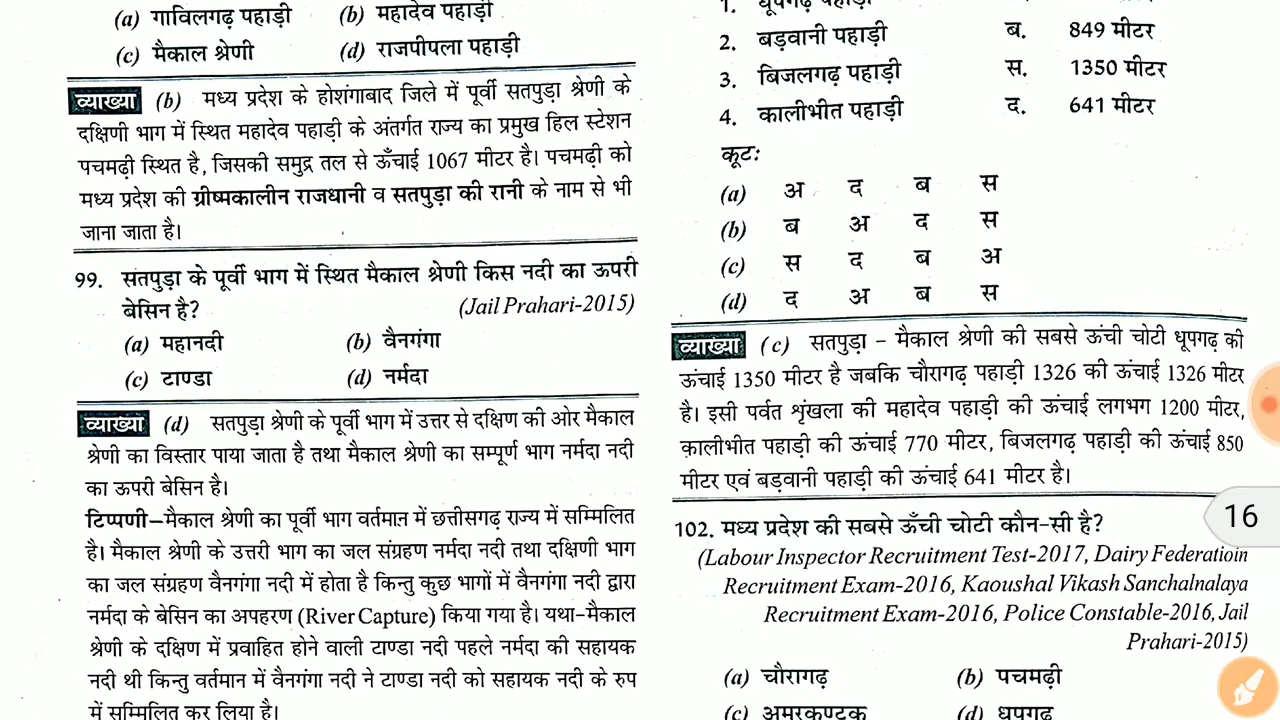 (a) गाविलगढ़ पहाड़ी (b) महादेव पहाड़ी
(c) मैकाल श्रेणी (d) राजपीपला पहाड़ी
व्याख्या (b) मध्य प्रदेश के होशंगाबाद जिले में पूर्वी सतपुड़ा श्रेणी के
दक्षिणी भाग में स्थित महादेव पहाड़ी के अंतर्गत राज्य का प्रमुख हिल स्टेशन
पचमढ़ी स्थित है, जिसकी समुद्र तल से ऊँचाई 1067 मीटर है। पचमढ़ी को
मध्य प्रदेश की ग्रीष्मकालीन राजधानी व सतपुड़ा की रानी के नाम से भी
जाना जाता है।
99. सतपुड़ा के पूर्वी भाग में स्थित मैकाल श्रेणी किस नदी का ऊपरी
बेसिन है? (Jail Prahari-2015)
(a) महानदी (b) वैनगंगा
(c) टाण्डा (d) नर्मदा
व्याख्या (d) सतपुड़ा श्रेणी के पूर्वी भाग में उत्तर से दक्षिण की ओर मैकाल
श्रेणी का विस्तार पाया जाता है तथा मैकाल श्रेणी का सम्पूर्ण भाग नर्मदा नदी
का ऊपरी बेसिन है।
टिप्पणी–मैकाल श्रेणी का पूर्वी भाग वर्तमान में छत्तीसगढ़ राज्य में सम्मिलित
है। मैकाल श्रेणी के उत्तरी भाग का जल संग्रहण नर्मदा नदी तथा दक्षिणी भाग
का जल संग्रहण वैनगंगा नदी में होता है किन्तु कुछ भागों में वैनगंगा नदी द्वारा
नर्मदा के बेसिन का अपहरण (River Capture) किया गया है। यथा–मैकाल
श्रेणी के दक्षिण में प्रवाहित होने वाली टाण्डा नदी पहले नर्मदा की सहायक
नदी थी किन्तु वर्तमान में वैनगंगा नदी ने टाण्डा नदी को सहायक नदी के रुप
में सम्मिलित कर लिया है।
1. धूपगढ़ पहाड़ी
2. बड़वानी पहाड़ी ब. 849 मीटर
3. बिजलगढ़ पहाड़ी स. 1350 मीटर
4. कालीभीत पहाड़ी द. 641 मीटर
कूटः
(a) अ द ब स
(b) ब अ द स
(c) स द ब अ
(d) द अ ब स
व्याख्या (c) सतपुड़ा – मैकाल श्रेणी की सबसे ऊंची चोटी धूपगढ़ की
ऊंचाई 1350 मीटर है जबकि चौरागढ़ पहाड़ी 1326 की ऊंचाई 1326 मीटर
है। इसी पर्वत शृंखला की महादेव पहाड़ी की ऊंचाई लगभग 1200 मीटर,
कालीभीत पहाड़ी की ऊंचाई 770 मीटर, बिजलगढ़ पहाड़ी की ऊंचाई 850
मीटर एवं बड़वानी पहाड़ी की ऊंचाई 641 मीटर है।
16
102. मध्य प्रदेश की सबसे ऊँची चोटी कौन-सी है?
(Labour Inspector Recruitment Test-2017, Dairy Federatioin
Recruitment Exam-2016, Kaoushal Vikash Sanchalnalaya
Recruitment Exam-2016, Police Constable-2016, Jail
Prahari-2015)
(a) चौरागढ़ (b) पचमढ़ी
(c) अमरकण्टक (d) धूपगढ़